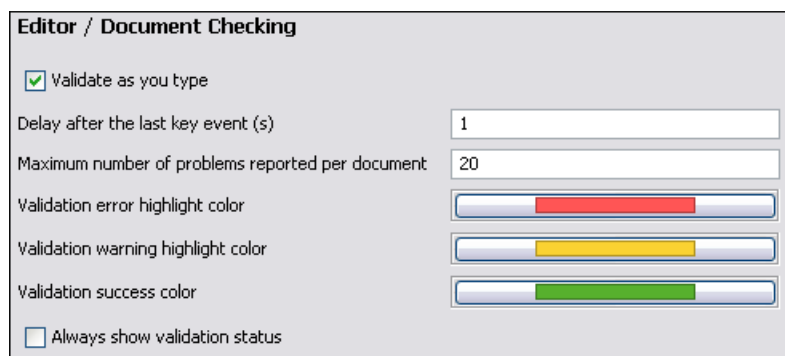 Editor / Document Checking
Validate as you type
Delay after the last key event (s) 1
Maximum number of problems reported per document 20
Validation error highlight color
Validation warning highlight color
Validation success color
Always show validation status